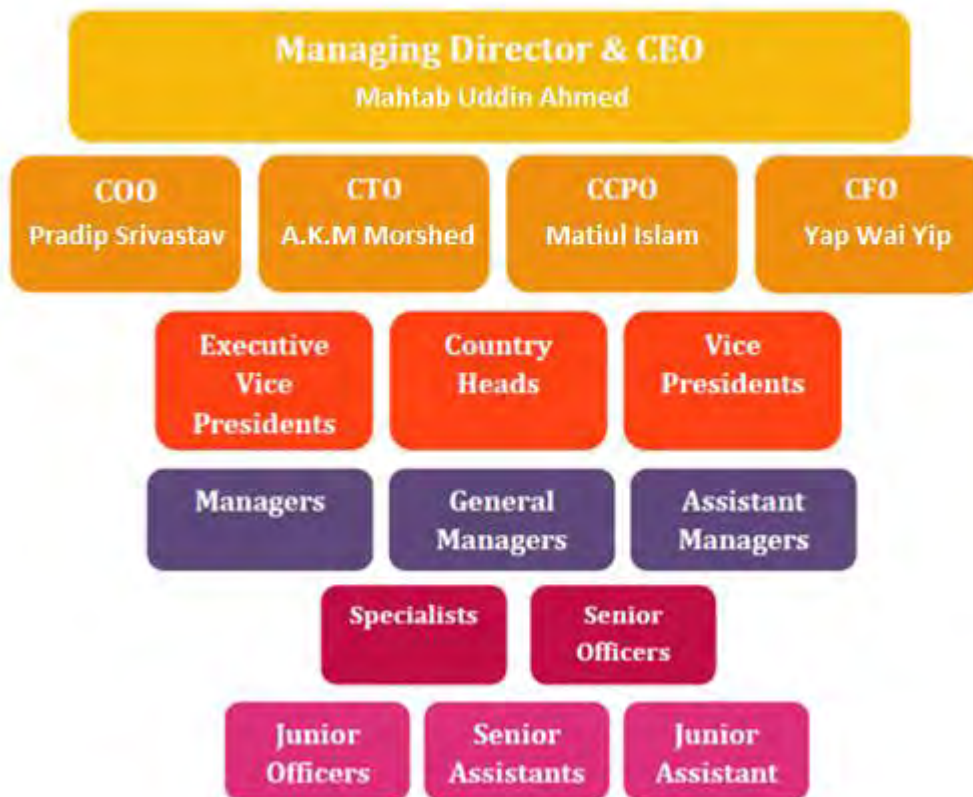 Managing Director & CEO
Mahtab Uddin Ahmed
COO
Pradip Srivastav
CTO
A.K.M Morshed
CCPO
Matiul Islam
CFO
Yap Wai Yip
Executive
Vice
Presidents
Country
Heads
Vice
Presidents
Managers
General
Managers
Assistant
Managers
Specialists
Senior
Officers
Junior
Officers
Senior
Assistants
Junior
Assistant